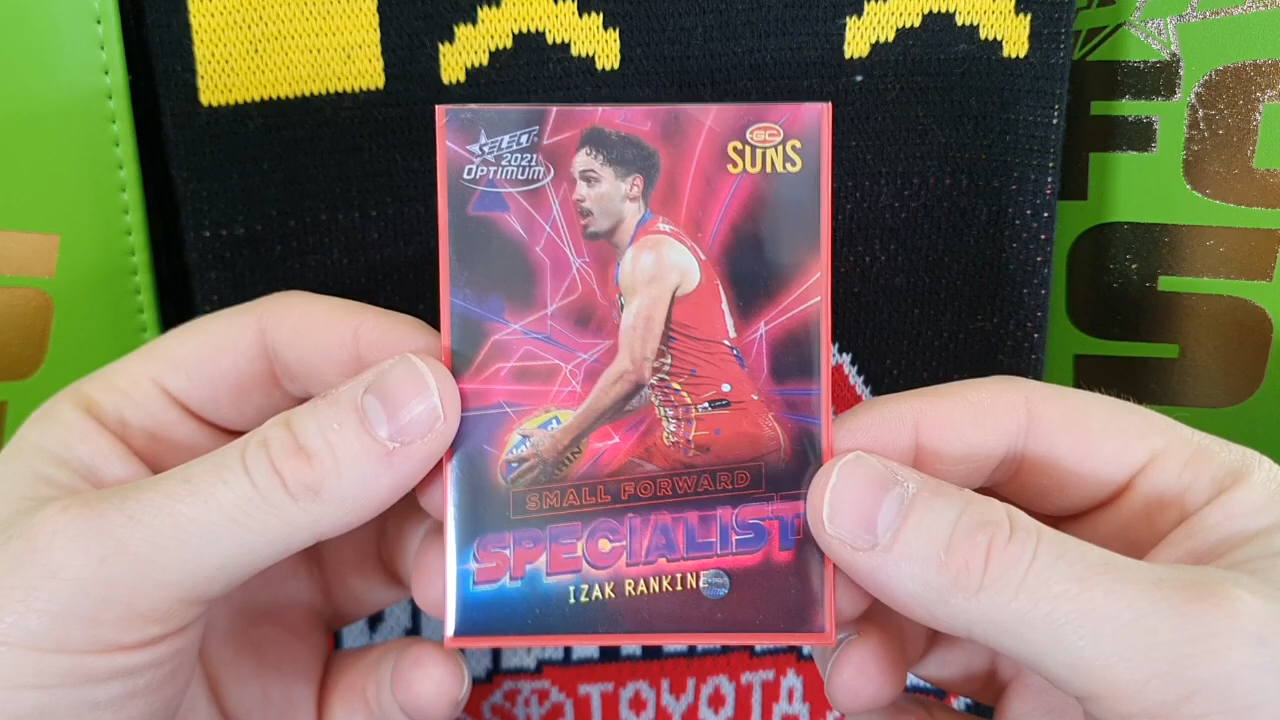 SELECT
2021
OPTIMUM
GC
SUNS
SMALL FORWARD
SPECIALIST
IZAK RANKINE
TOYOTA